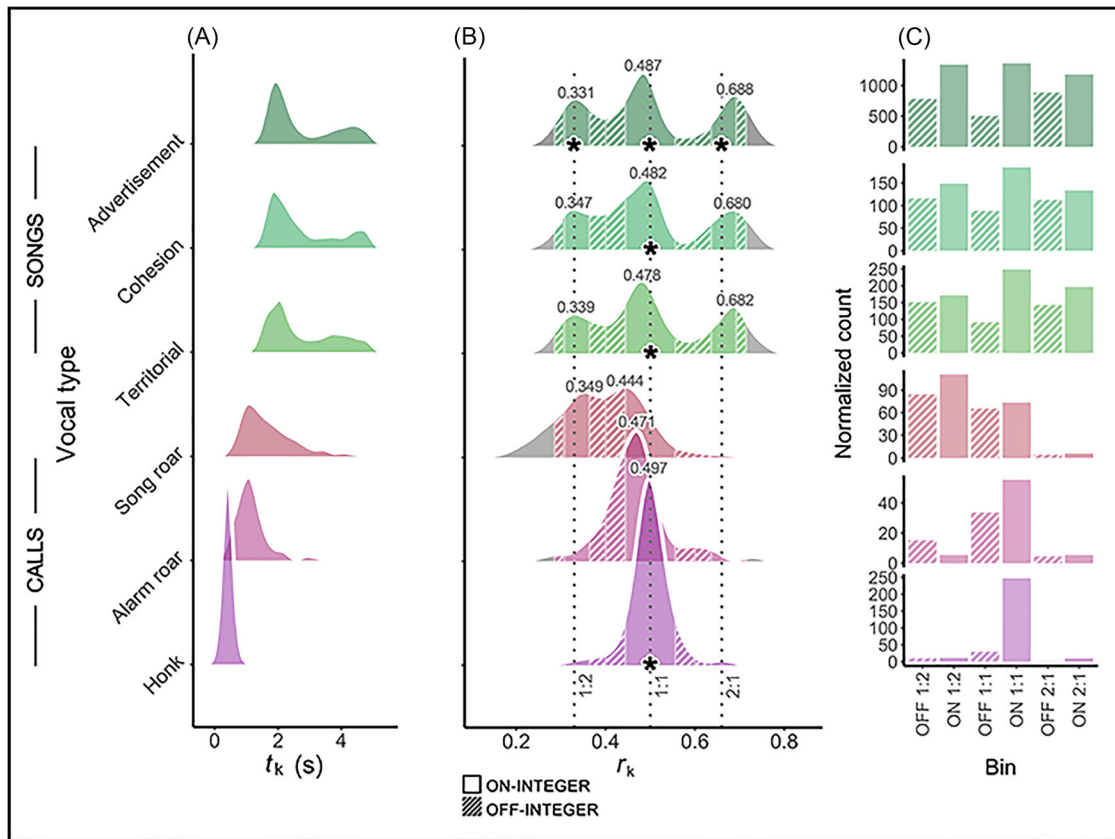 (A)
(B)
(C)
SONGS
CALLS
Vocal type
Advertisement
Cohesion
Territorial
Song roar
Alarm roar
Honk
0 2 4
tk (s)
0.331 0.487 0.688
* * *
0.347 0.482 0.680
*
0.339 0.478 0.682
*
0.349 0.444
0.471
0.497
*
1:2 1:1 2:1
0.2 0.4 0.6 0.8
rk
ON-INTEGER
OFF-INTEGER
Normalized count
1000
500
0
150
100
50
0
250
200
150
100
50
0
90
60
30
0
40
20
0
250
200
150
100
50
0
OFF 1:2
ON 1:2
OFF 1:1
ON 1:1
OFF 2:1
ON 2:1
Bin